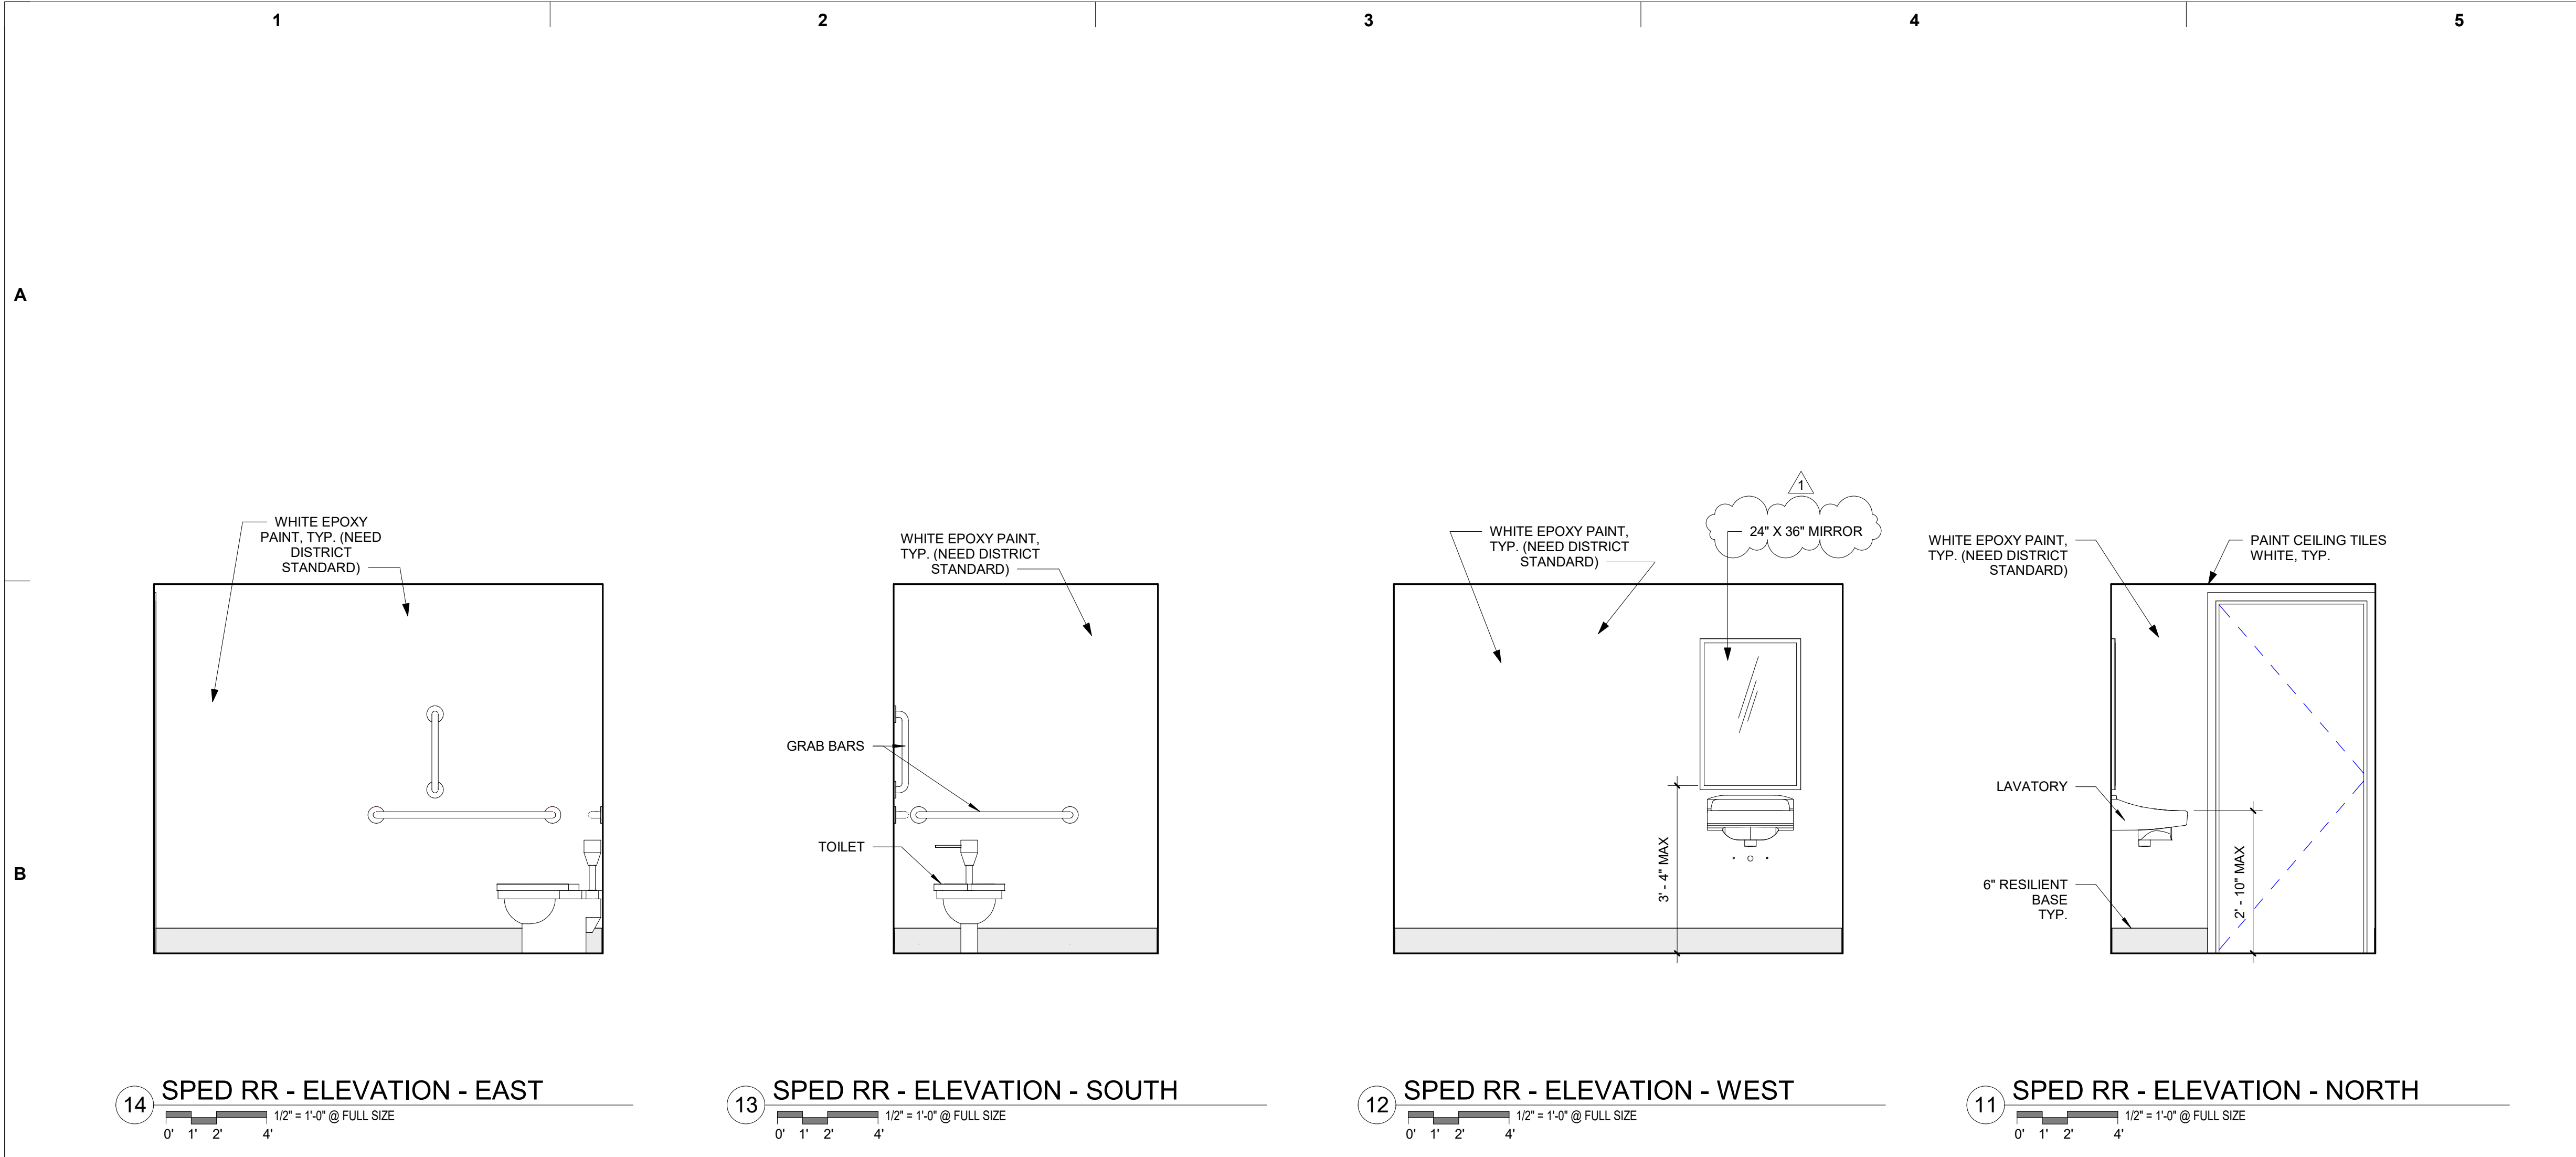 1
2
3
4
5
A
B
WHITE EPOXY
PAINT, TYP. (NEED
DISTRICT
STANDARD)
WHITE EPOXY PAINT,
TYP. (NEED DISTRICT
STANDARD)
GRAB BARS
TOILET
WHITE EPOXY PAINT,
TYP. (NEED DISTRICT
STANDARD)
1
24" X 36" MIRROR
3' - 4" MAX
WHITE EPOXY PAINT,
TYP. (NEED DISTRICT
STANDARD)
PAINT CEILING TILES
WHITE, TYP.
LAVATORY
6" RESILIENT
BASE
TYP.
2' - 10" MAX
14 SPED RR - ELEVATION - EAST
1/2" = 1'-0" @ FULL SIZE
0' 1' 2' 4'
13 SPED RR - ELEVATION - SOUTH
1/2" = 1'-0" @ FULL SIZE
0' 1' 2' 4'
12 SPED RR - ELEVATION - WEST
1/2" = 1'-0" @ FULL SIZE
0' 1' 2' 4'
11 SPED RR - ELEVATION - NORTH
1/2" = 1'-0" @ FULL SIZE
0' 1' 2' 4'